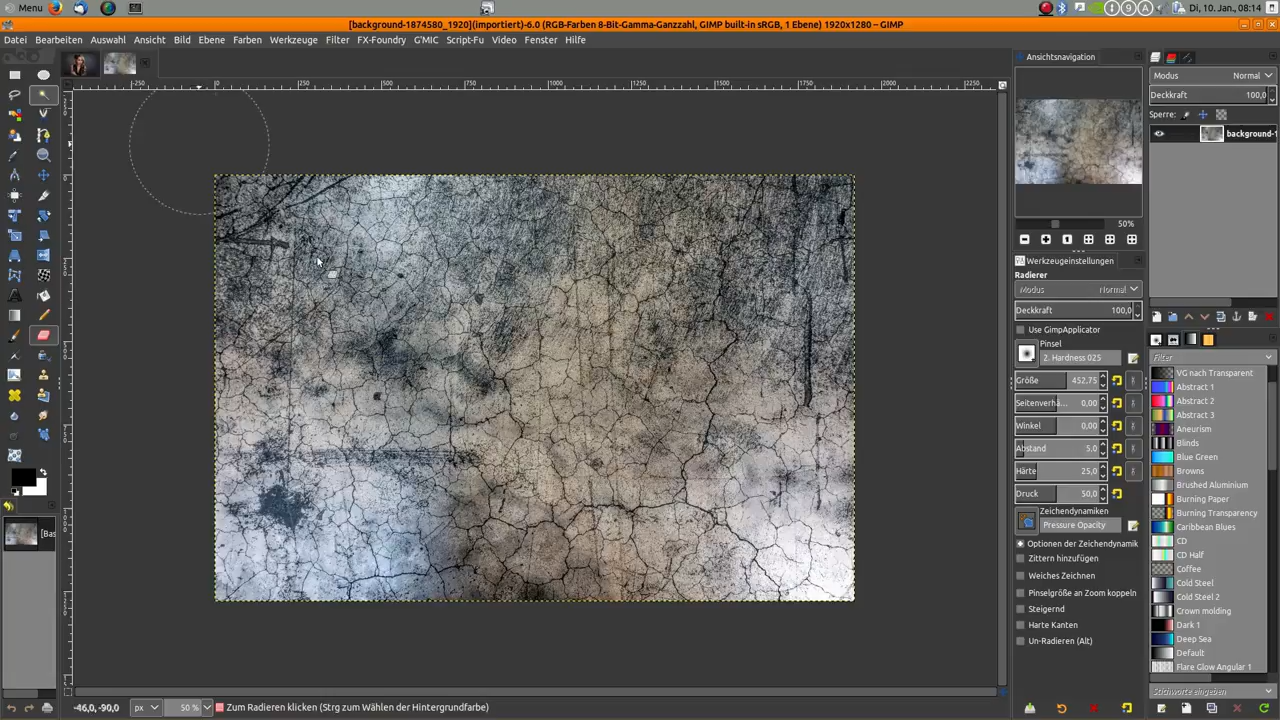 Menu
Di, 10. Jan, 08:14
[background-1874580_1920](importiert)-6.0 (RGB-Farben 8-Bit-Gamma-Ganzzahl, GIMP built-in sRGB, 1 Ebene) 1920x1280 – GIMP
Datei Bearbeiten Auswahl Ansicht Bild Ebene Farben Werkzeuge Filter FX-Foundry G'MIC Script-Fu Video Fenster Hilfe
Ansichtsnavigation
Modus Normal
Deckkraft 100,0
Sperre:
background-1
50%
Werkzeugeinstellungen
Radierer
Modus Normal
Deckkraft 100,0
Use GimpApplicator
Pinsel
2. Hardness 025
Größe 452,75
Seitenverhä... 0,00
Winkel 0,00
Abstand 5,0
Härte 25,0
Druck 50,0
Zeichendynamiken
Pressure Opacity
Optionen der Zeichendynamik
Zittern hinzufügen
Weiches Zeichnen
Pinselgröße an Zoom koppeln
Steigernd
Harte Kanten
Un-Radieren (Alt)
Filter
VG nach Transparent
Abstract 1
Abstract 2
Abstract 3
Aneurism
Blinds
Blue Green
Browns
Brushed Aluminium
Burning Paper
Burning Transparency
Caribbean Blues
CD
CD Half
Coffee
Cold Steel
Cold Steel 2
Crown molding
Dark 1
Deep Sea
Default
Flare Glow Angular 1
Stichworte eingeben
[Bas
-46,0, -90,0 px 50 % Zum Radieren klicken (Strg zum Wählen der Hintergrundfarbe)